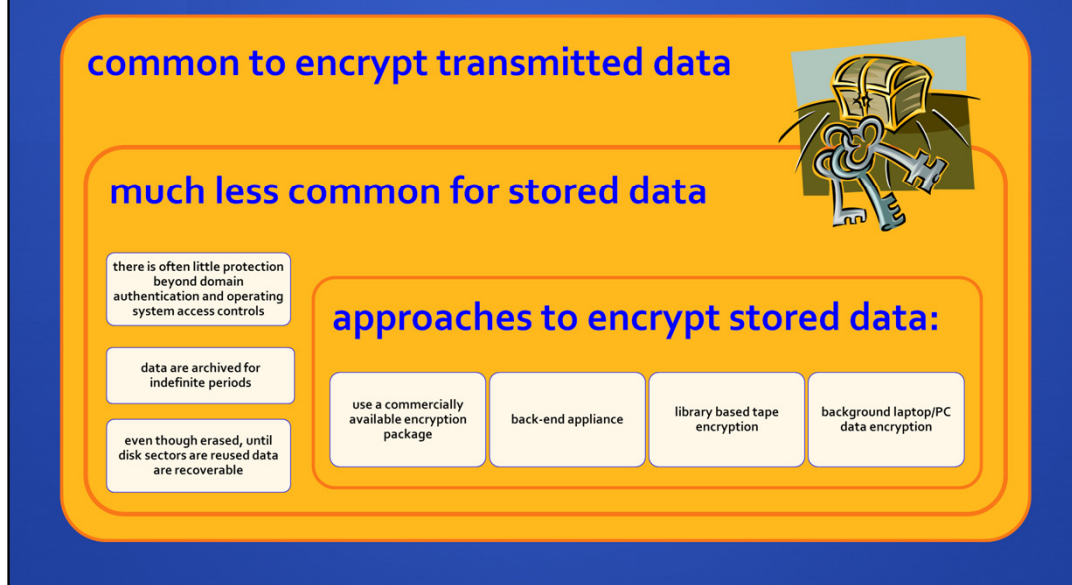 common to encrypt transmitted data
much less common for stored data
there is often little protection
beyond domain
authentication and operating
system access controls
data are archived for
indefinite periods
even though erased, until
disk sectors are reused data
are recoverable
approaches to encrypt stored data:
use a commercially
available encryption
package
back-end appliance
library based tape
encryption
background laptop/PC
data encryption